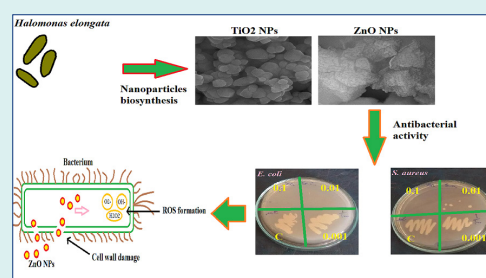 Halomonas elongata
TiO2 NPs
ZnO NPs
Nanoparticles
biosynthesis
Antibacterial
activity
Bacterium
E. coli
0.1
0.01
C
0.001
S. aureus
0.1
0.01
C
0.001
OH-
H2O2
ROS formation
Cell wall damage
ZnO NPs